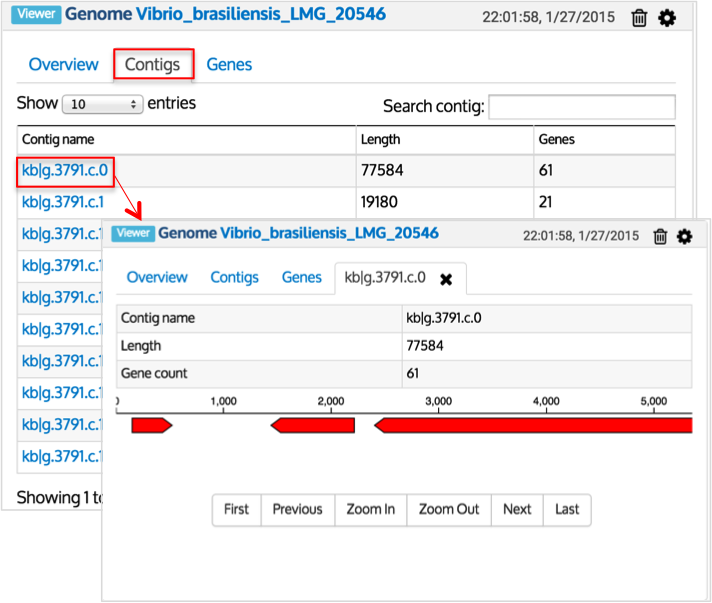 Viewer Genome Vibrio_brasiliensis_LMG_20546 22:01:58, 1/27/2015
Overview Contigs Genes
Show 10 entries Search contig:
Contig name Length Genes
kb|g.3791.c.0 77584 61
kb|g.3791.c.1 19180 21
kb|g.3791.c.1
kb|g.3791.c.1
kb|g.3791.c.1
kb|g.3791.c.1
kb|g.3791.c.1
kb|g.3791.c.1
kb|g.3791.c.1
kb|g.3791.c.1
Showing 1 to
Viewer Genome Vibrio_brasiliensis_LMG_20546 22:01:58, 1/27/2015
Overview Contigs Genes kb|g.3791.c.0
Contig name kb|g.3791.c.0
Length 77584
Gene count 61
0 1,000 2,000 3,000 4,000 5,000
First Previous Zoom In Zoom Out Next Last